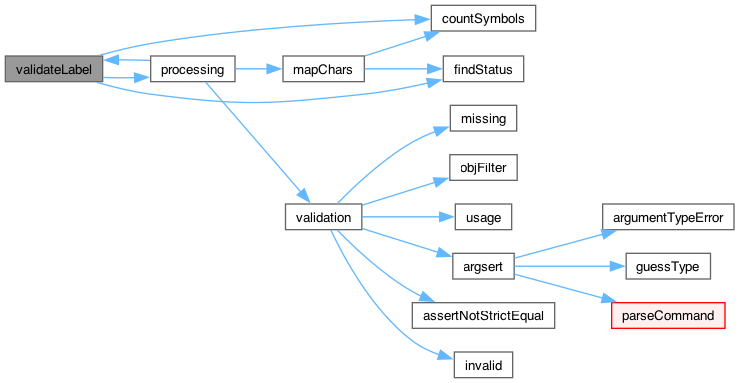 countSymbols
validateLabel
processing
mapChars
findStatus
missing
objFilter
validation
usage
argumentTypeError
argsert
guessType
assertNotStrictEqual
parseCommand
invalid